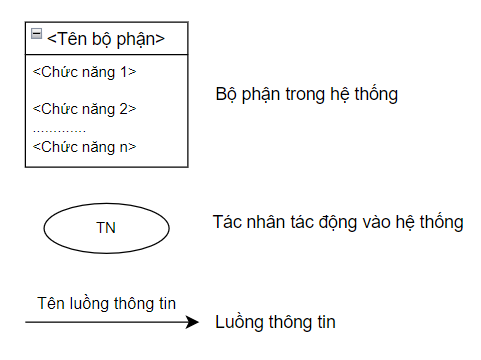 <Tên bộ phận>
<Chức năng 1>
<Chức năng 2>
.............
<Chức năng n>
Bộ phận trong hệ thống
TN
Tác nhân tác động vào hệ thống
Tên luồng thông tin
Luồng thông tin